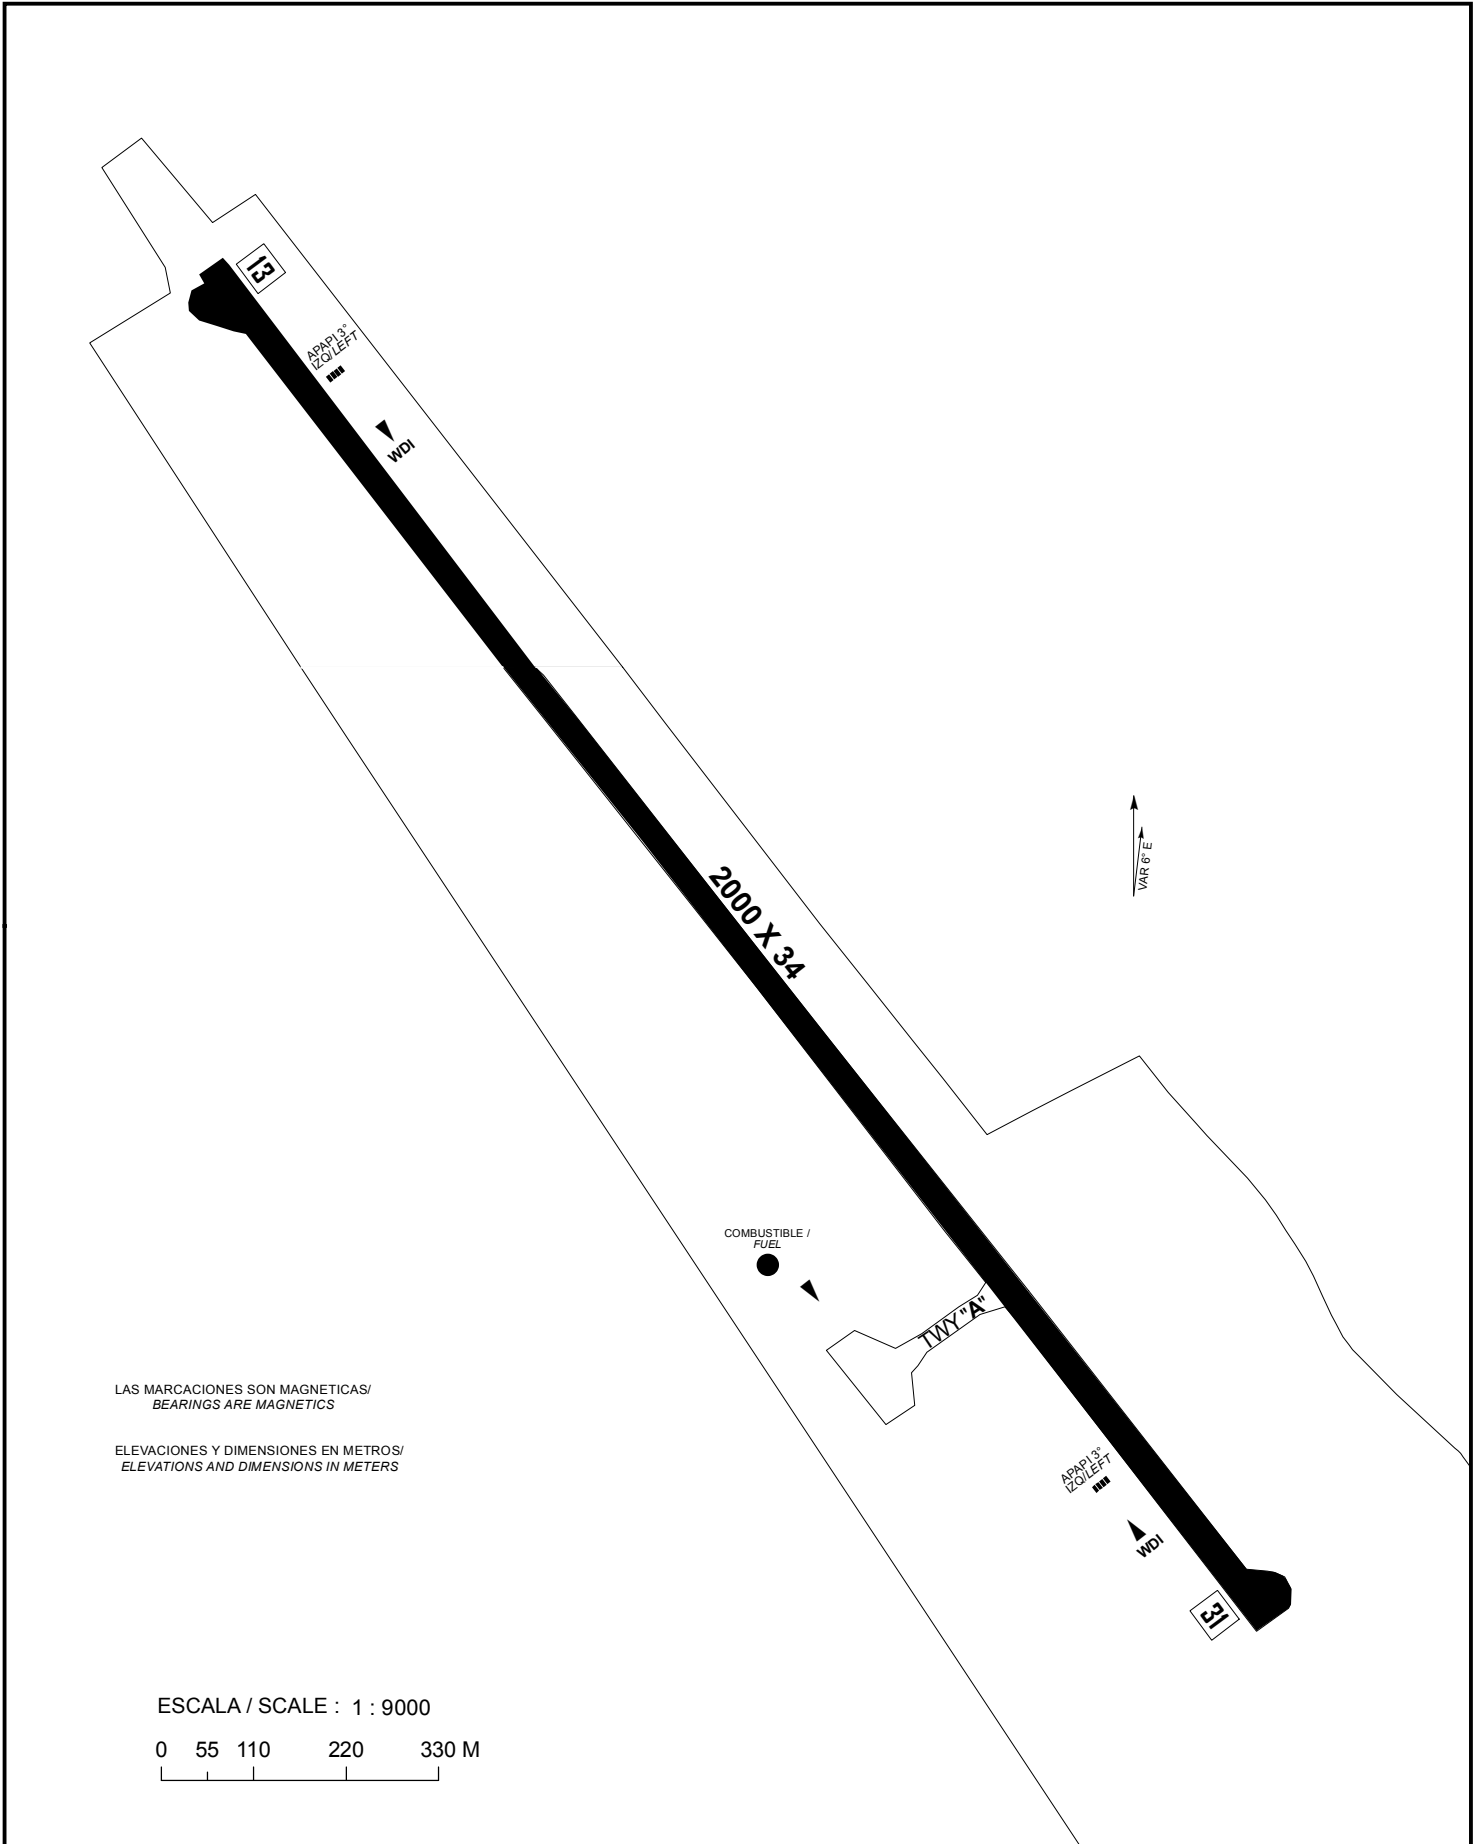 13
APAPI 3°
IZQ/LEFT
WDI
2000 X 34
VAR 6° E
COMBUSTIBLE /
FUEL
TWY "A"
LAS MARCACIONES SON MAGNETICAS/
BEARINGS ARE MAGNETICS
ELEVACIONES Y DIMENSIONES EN METROS/
ELEVATIONS AND DIMENSIONS IN METERS
APAPI 3°
IZQ/LEFT
WDI
31
ESCALA / SCALE : 1 : 9000
0 55 110 220 330 M